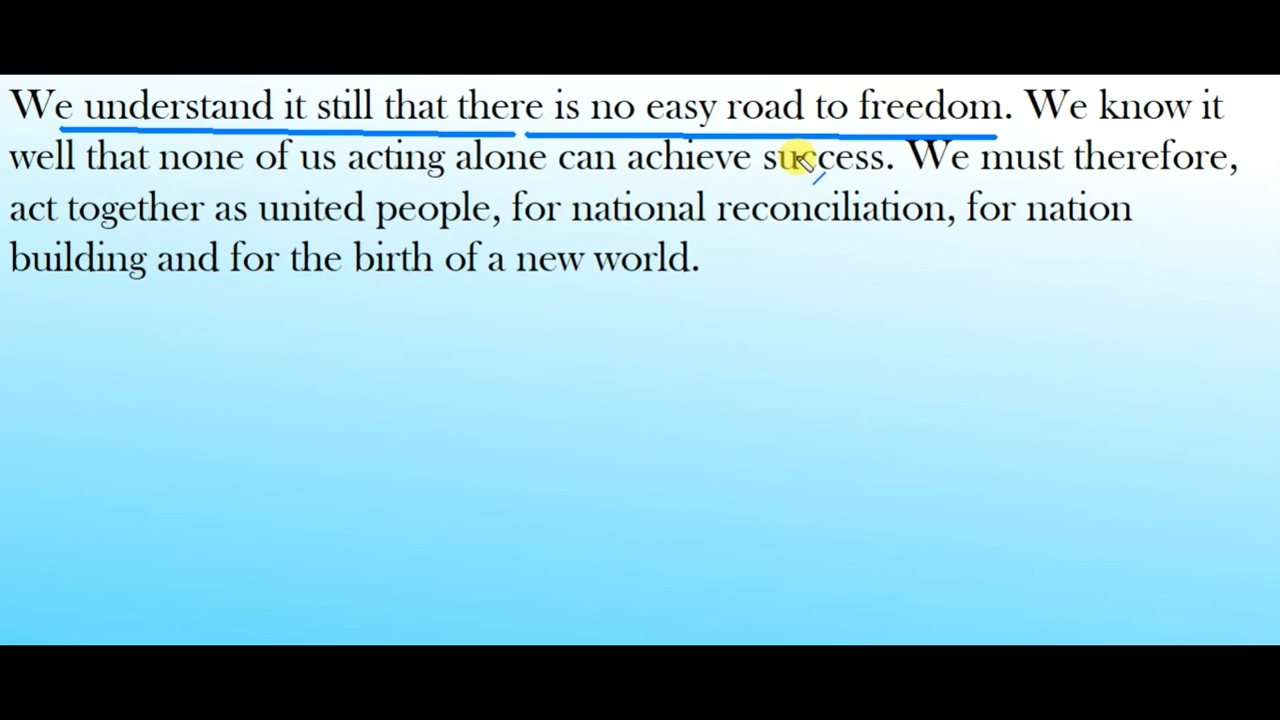 We understand it still that there is no easy road to freedom. We know it
well that none of us acting alone can achieve success. We must therefore,
act together as united people, for national reconciliation, for nation
building and for the birth of a new world.